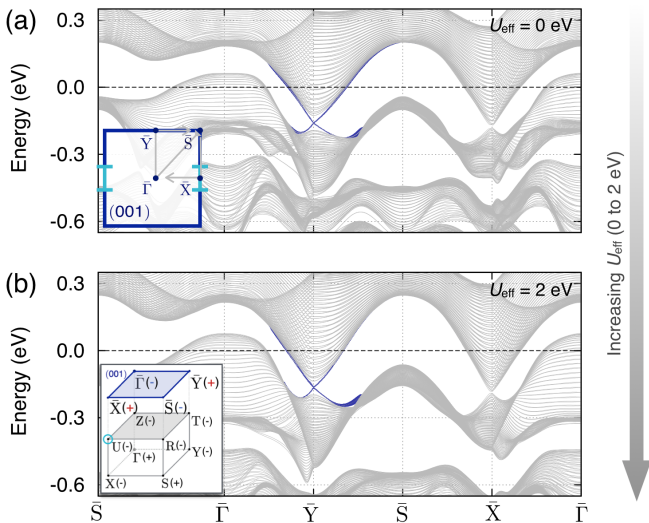 (a)
U_eff = 0 eV
0.3
0.0
-0.3
-0.6
Energy (eV)
Ȳ
S̄
Γ̄
X̄
(001)
(b)
U_eff = 2 eV
0.3
0.0
-0.3
-0.6
Energy (eV)
(001)
Γ̄(-) Ȳ(+)
X̄(+) S̄(-)
Z(-) T(-)
U(-) R(-) Y(-)
Γ(+)
X(-) S(+)
S̄ Γ̄ Ȳ S̄ X̄ Γ̄
Increasing U_eff (0 to 2 eV)